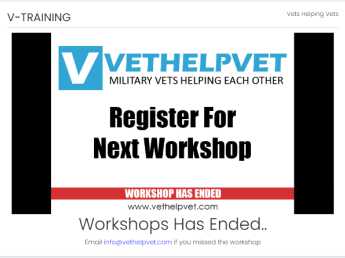 V-TRAINING
Vets Helping Vets
VVETHELPVET
MILITARY VETS HELPING EACH OTHER
Register For
Next Workshop
WORKSHOP HAS ENDED
www.vethelpvet.com
Workshops Has Ended..
Email info@vethelpvet.com if you missed the workshop